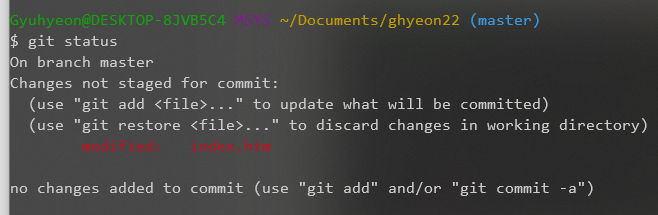 Gyuhyeon@DESKTOP-8JVB5C4 ~/Documents/ghyeon22 (master)
$ git status
On branch master
Changes not staged for commit:
(use "git add <file>..." to update what will be committed)
(use "git restore <file>..." to discard changes in working directory)
modified: index.htm
no changes added to commit (use "git add" and/or "git commit -a")